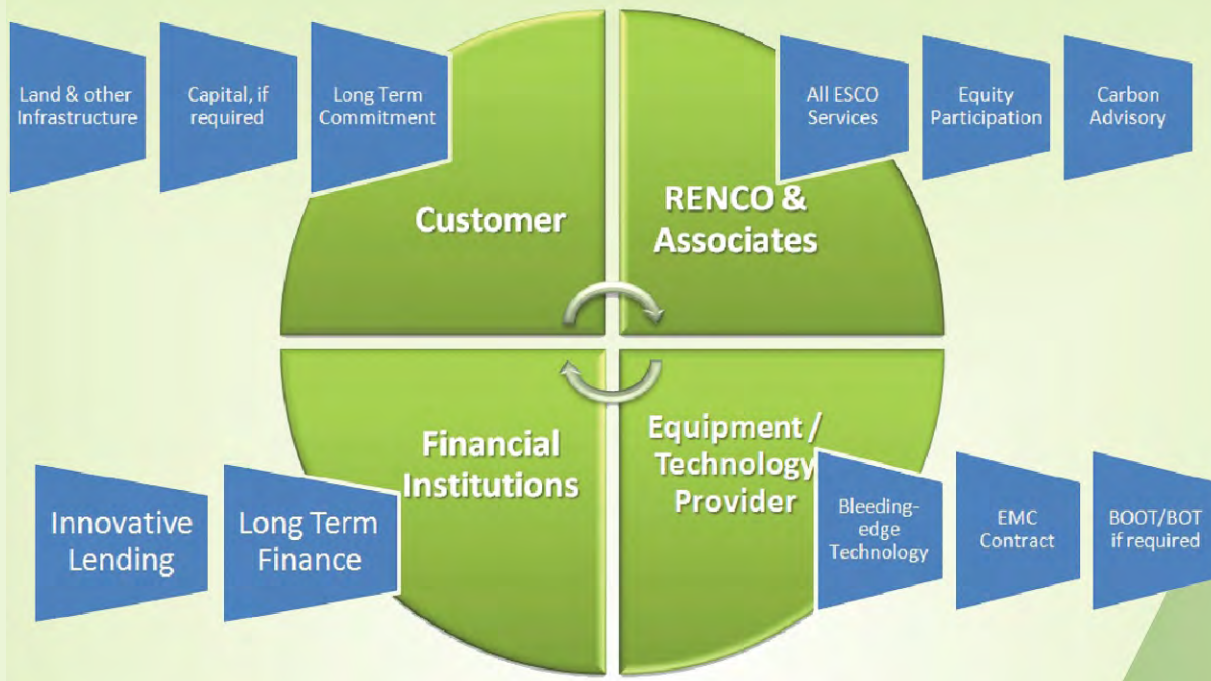 Land & other
Infrastructure
Capital, if
required
Long Term
Commitment
All ESCO
Services
Equity
Participation
Carbon
Advisory
Customer
RENCO &
Associates
Financial
Institutions
Equipment /
Technology
Provider
Innovative
Lending
Long Term
Finance
Bleeding-
edge
Technology
EMC
Contract
BOOT/BOT
if required